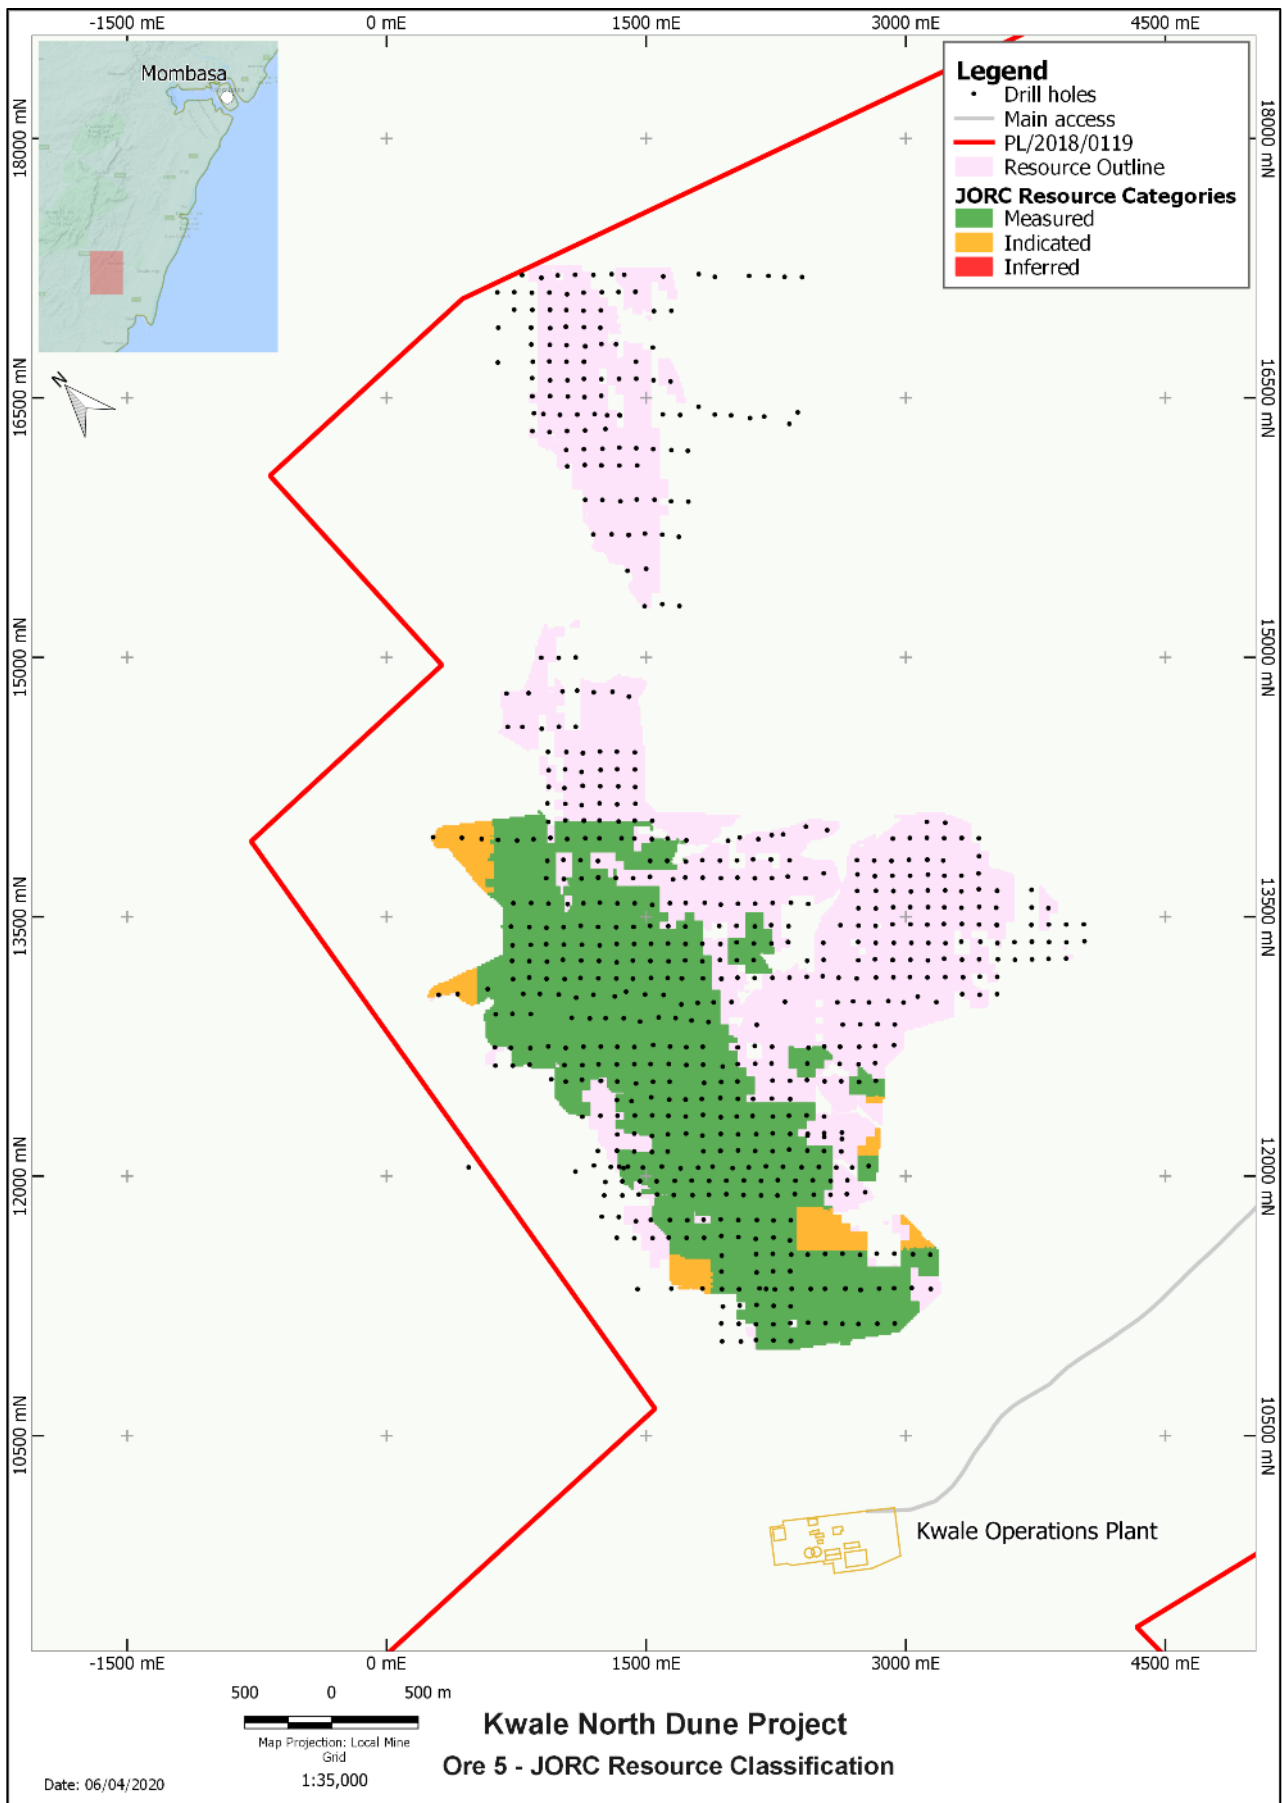 -1500 mE
0 mE
1500 mE
3000 mE
4500 mE
Mombasa
Legend
Drill holes
Main access
PL/2018/0119
Resource Outline
JORC Resource Categories
Measured
Indicated
Inferred
18000 mN
18000 mN
N
16500 mN
16500 mN
15000 mN
15000 mN
13500 mN
13500 mN
12000 mN
12000 mN
10500 mN
10500 mN
Kwale Operations Plant
-1500 mE
0 mE
1500 mE
3000 mE
4500 mE
500 0 500 m
Map Projection: Local Mine
Grid
1:35,000
Kwale North Dune Project
Ore 5 - JORC Resource Classification
Date: 06/04/2020